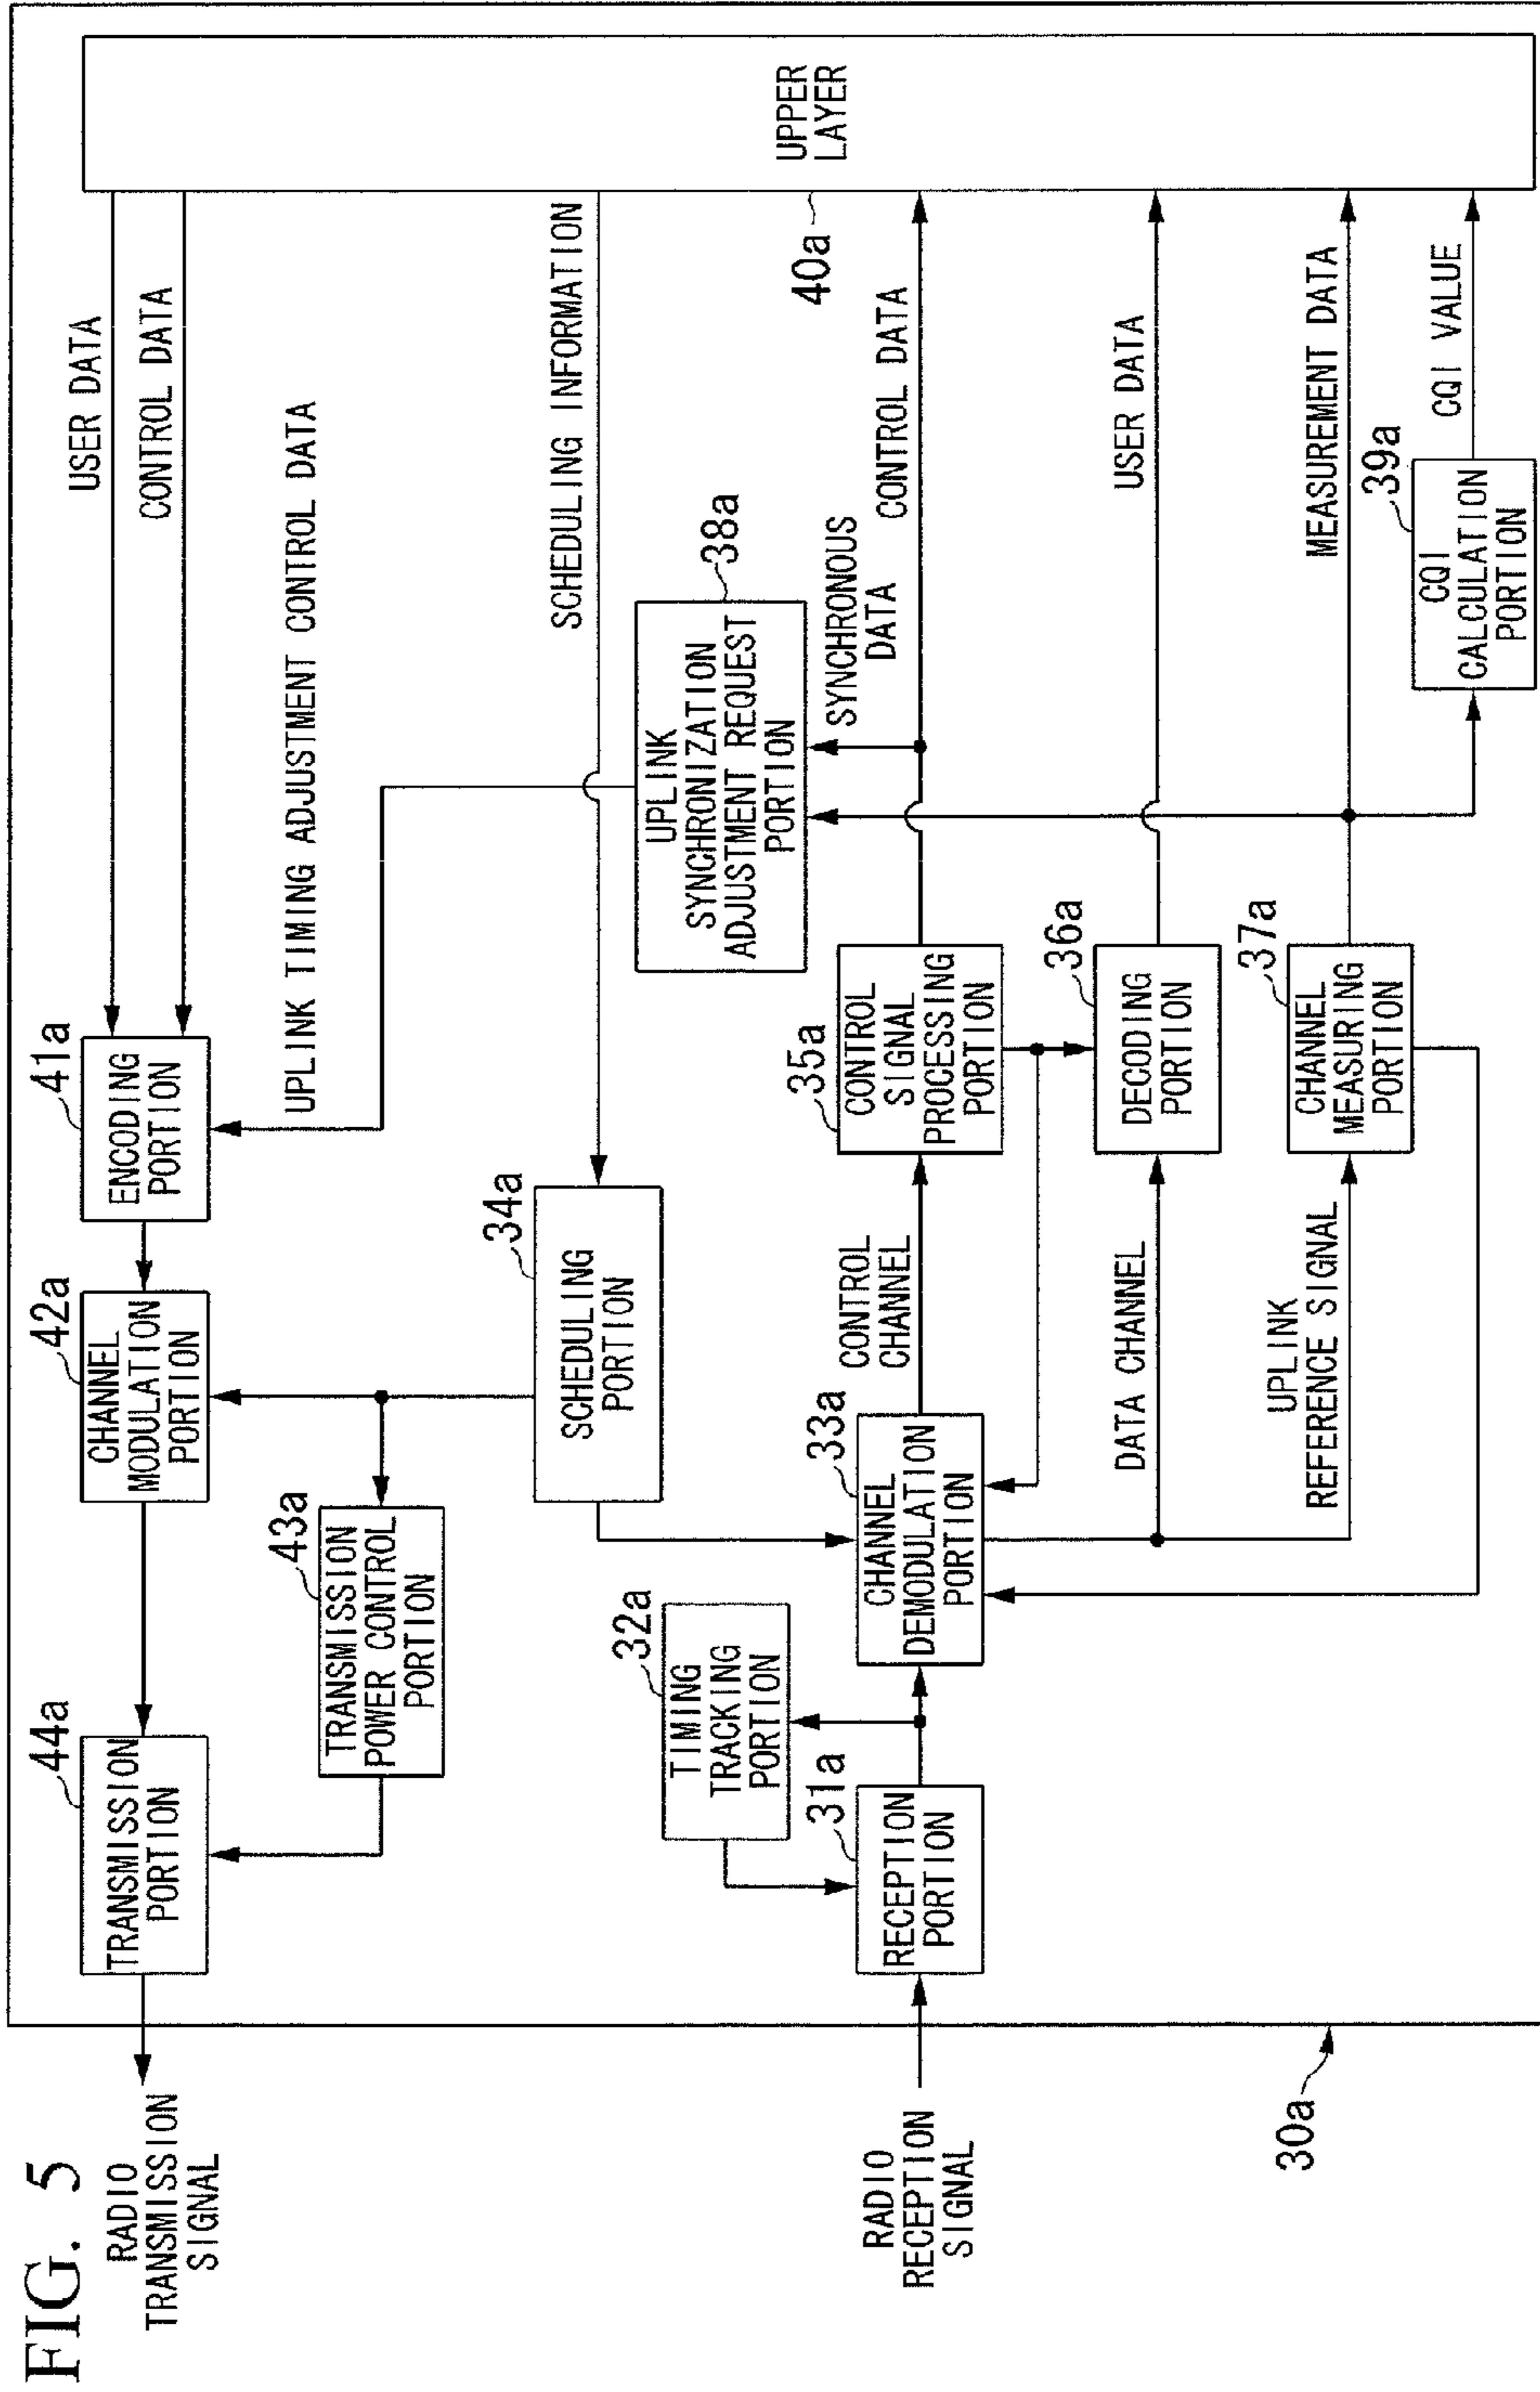 FIG. 5
RADIO
TRANSMISSION
SIGNAL
44a
TRANSMISSION
PORTION
42a
CHANNEL
MODULATION
PORTION
41a
ENCODING
PORTION
USER DATA
CONTROL DATA
43a
TRANSMISSION
POWER CONTROL
PORTION
UPLINK TIMING ADJUSTMENT CONTROL DATA
34a
SCHEDULING
PORTION
SCHEDULING INFORMATION
UPPER
LAYER
40a
32a
TIMING
TRACKING
PORTION
38a
UPLINK
SYNCHRONIZATION
ADJUSTMENT REQUEST
PORTION
SYNCHRONOUS
DATA
RADIO
RECEPTION
SIGNAL
31a
RECEPTION
PORTION
33a
CHANNEL
DEMODULATION
PORTION
CONTROL
CHANNEL
35a
CONTROL
SIGNAL
PROCESSING
PORTION
CONTROL DATA
DATA CHANNEL
36a
DECODING
PORTION
USER DATA
UPLINK
REFERENCE SIGNAL
37a
CHANNEL
MEASURING
PORTION
MEASUREMENT DATA
39a
CQI
CALCULATION
PORTION
CQI VALUE
30a